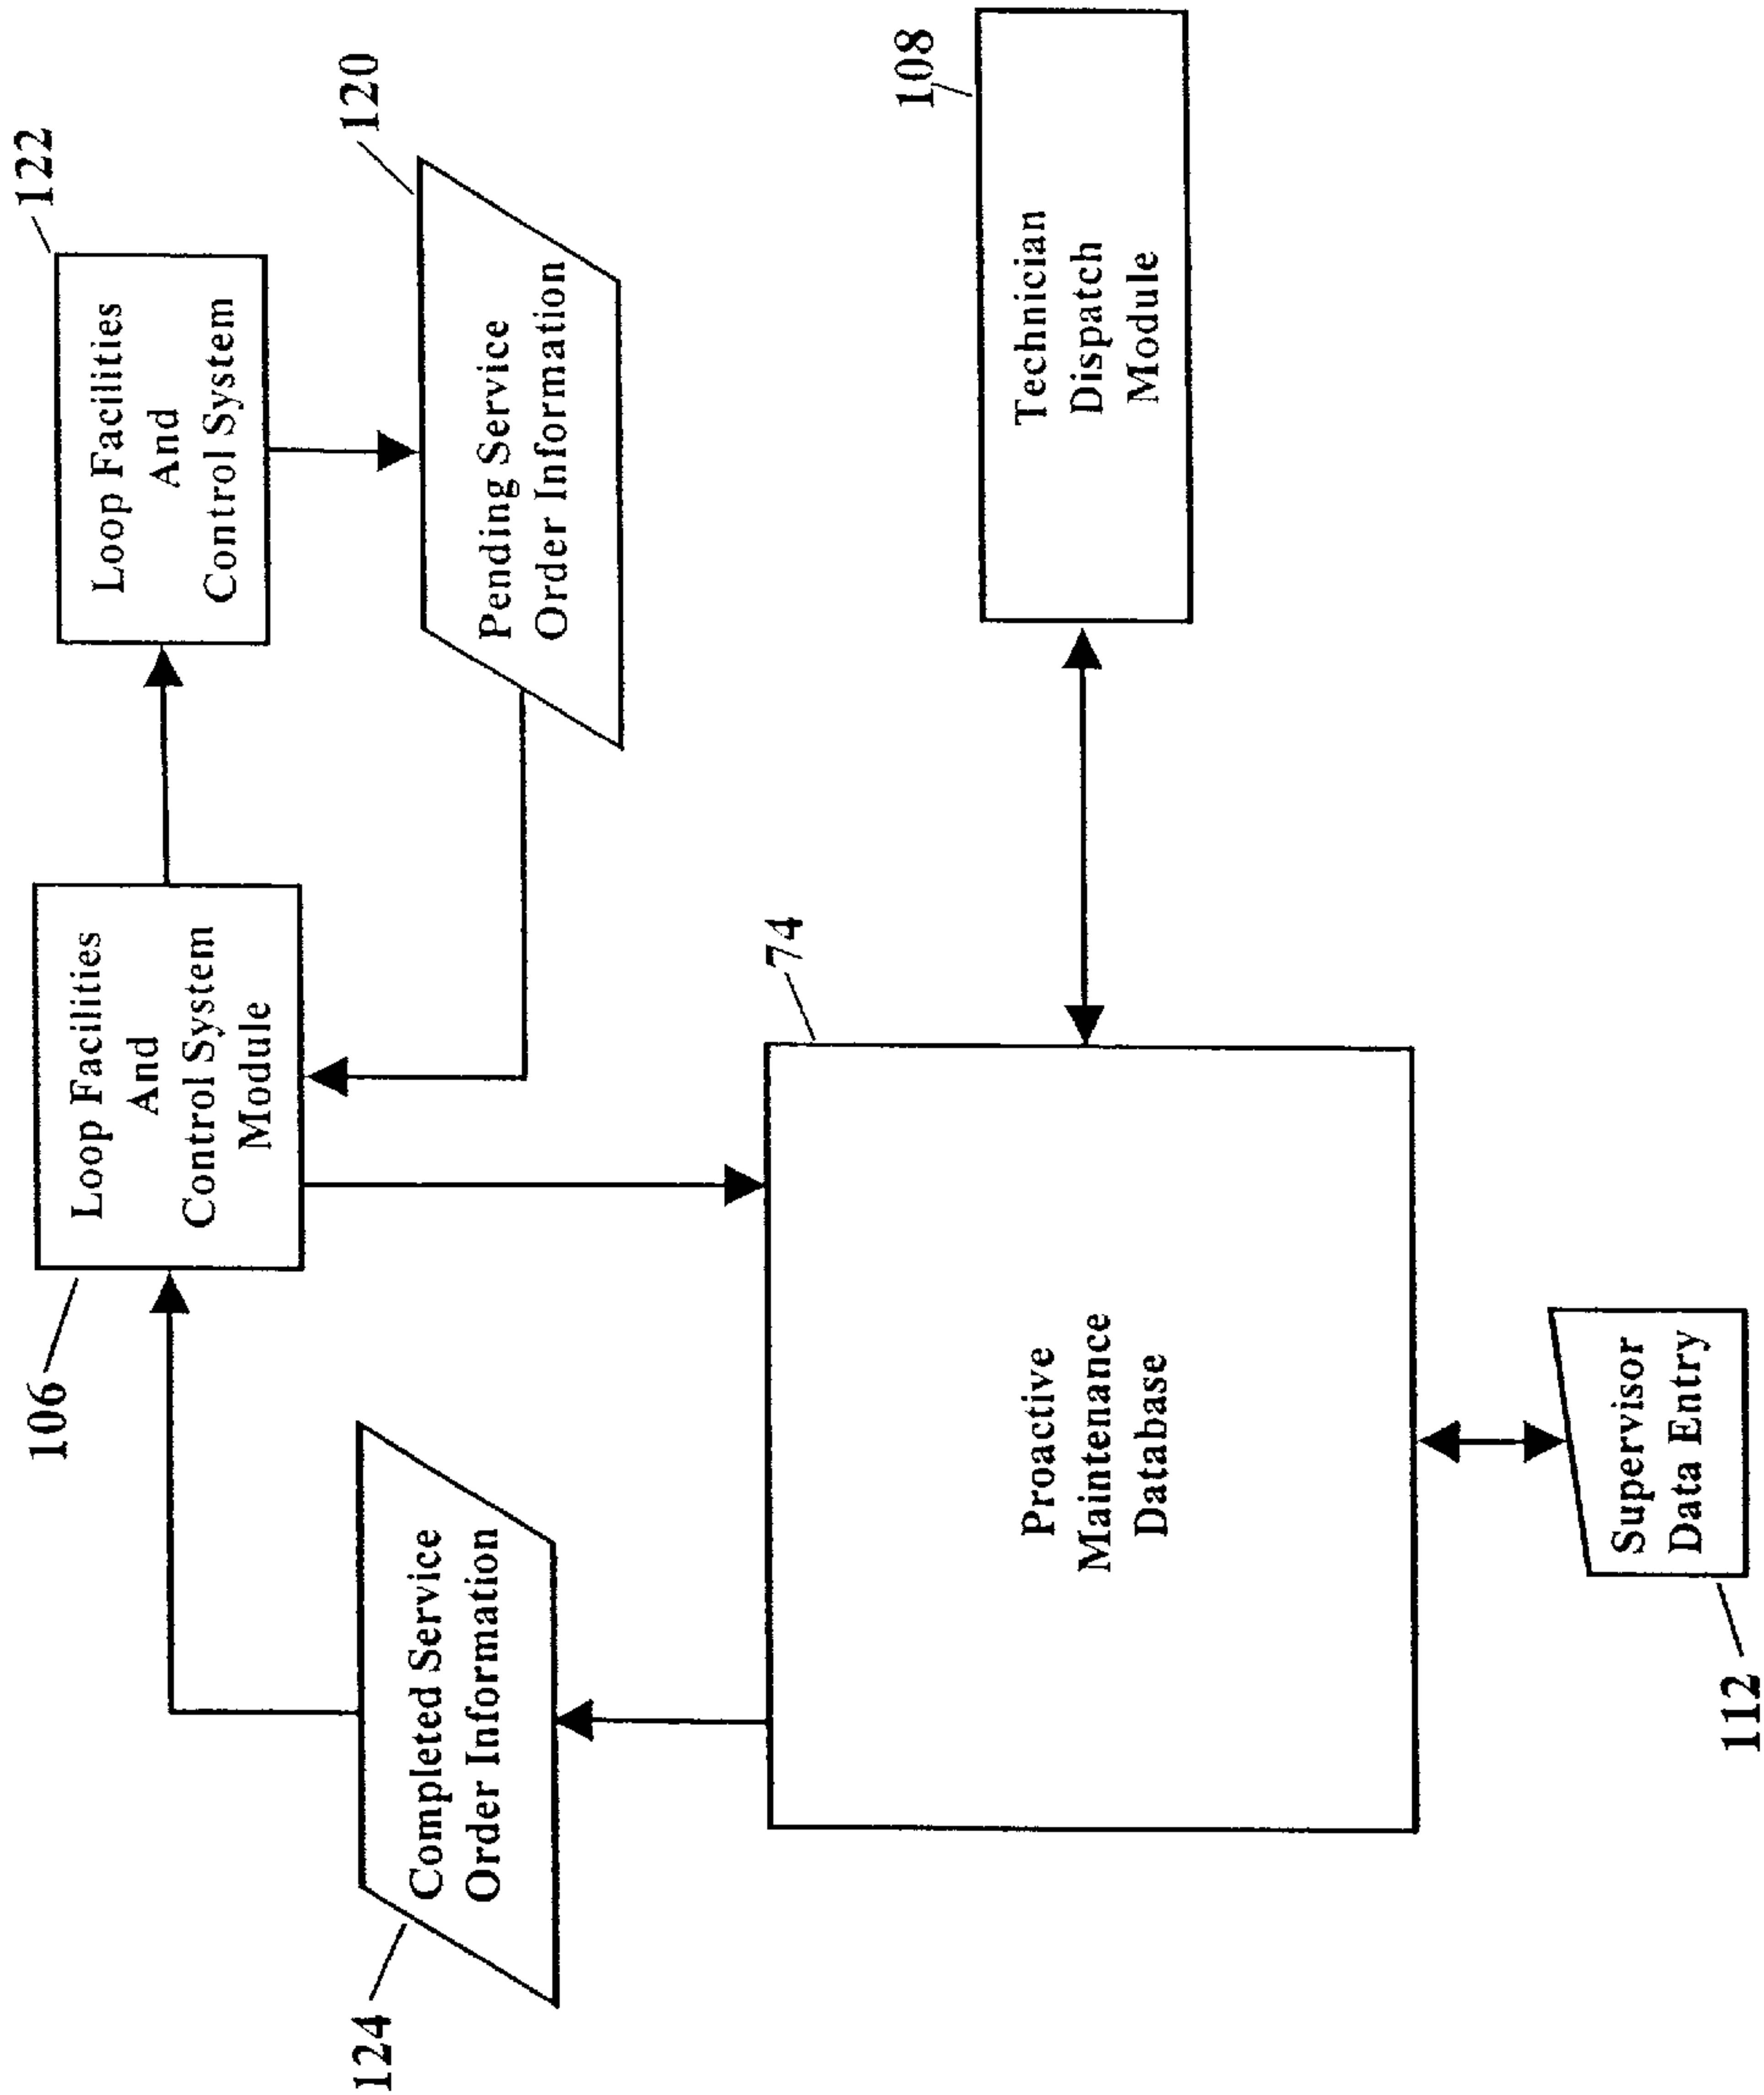 106
Loop Facilities
And
Control System
Module
122
Loop Facilities
And
Control System
124
Completed Service
Order Information
120
Pending Service
Order Information
74
Proactive
Maintenance
Database
108
Technician
Dispatch
Module
112
Supervisor
Data Entry